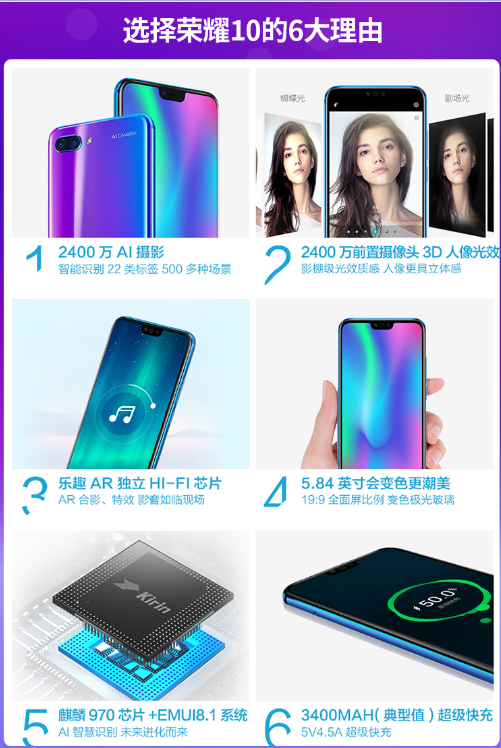 选择荣耀10的6大理由
AI CAMERA
1
2400 万 AI 摄影
智能识别 22 类标签 500 多种场景
蝴蝶光
剧场光
2
2400 万前置摄像头 3D 人像光效
影棚级光效质感 人像更具立体感
3
乐趣 AR 独立 HI-FI 芯片
AR 合影、特效 影音如临现场
4
5.84 英寸会变色更潮美
19:9 全面屏比例 变色极光玻璃
Kirin
5
麒麟 970 芯片 +EMUI8.1 系统
AI 智慧识别 未来进化而来
50.0%
6
3400MAH( 典型值 ) 超级快充
5V4.5A 超级快充